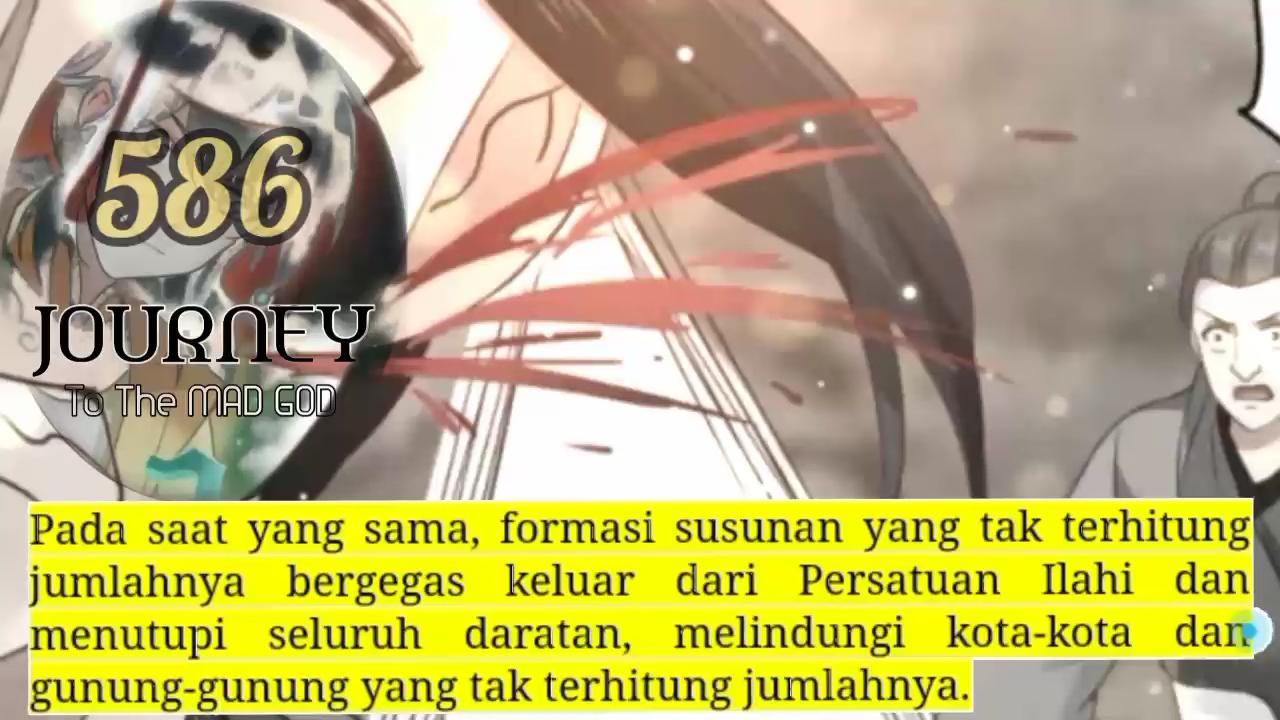 586
JOURNEY
To The MAD GOD
Pada saat yang sama, formasi susunan yang tak terhitung
jumlahnya bergegas keluar dari Persatuan Ilahi dan
menutupi seluruh daratan, melindungi kota-kota dan
gunung-gunung yang tak terhitung jumlahnya.